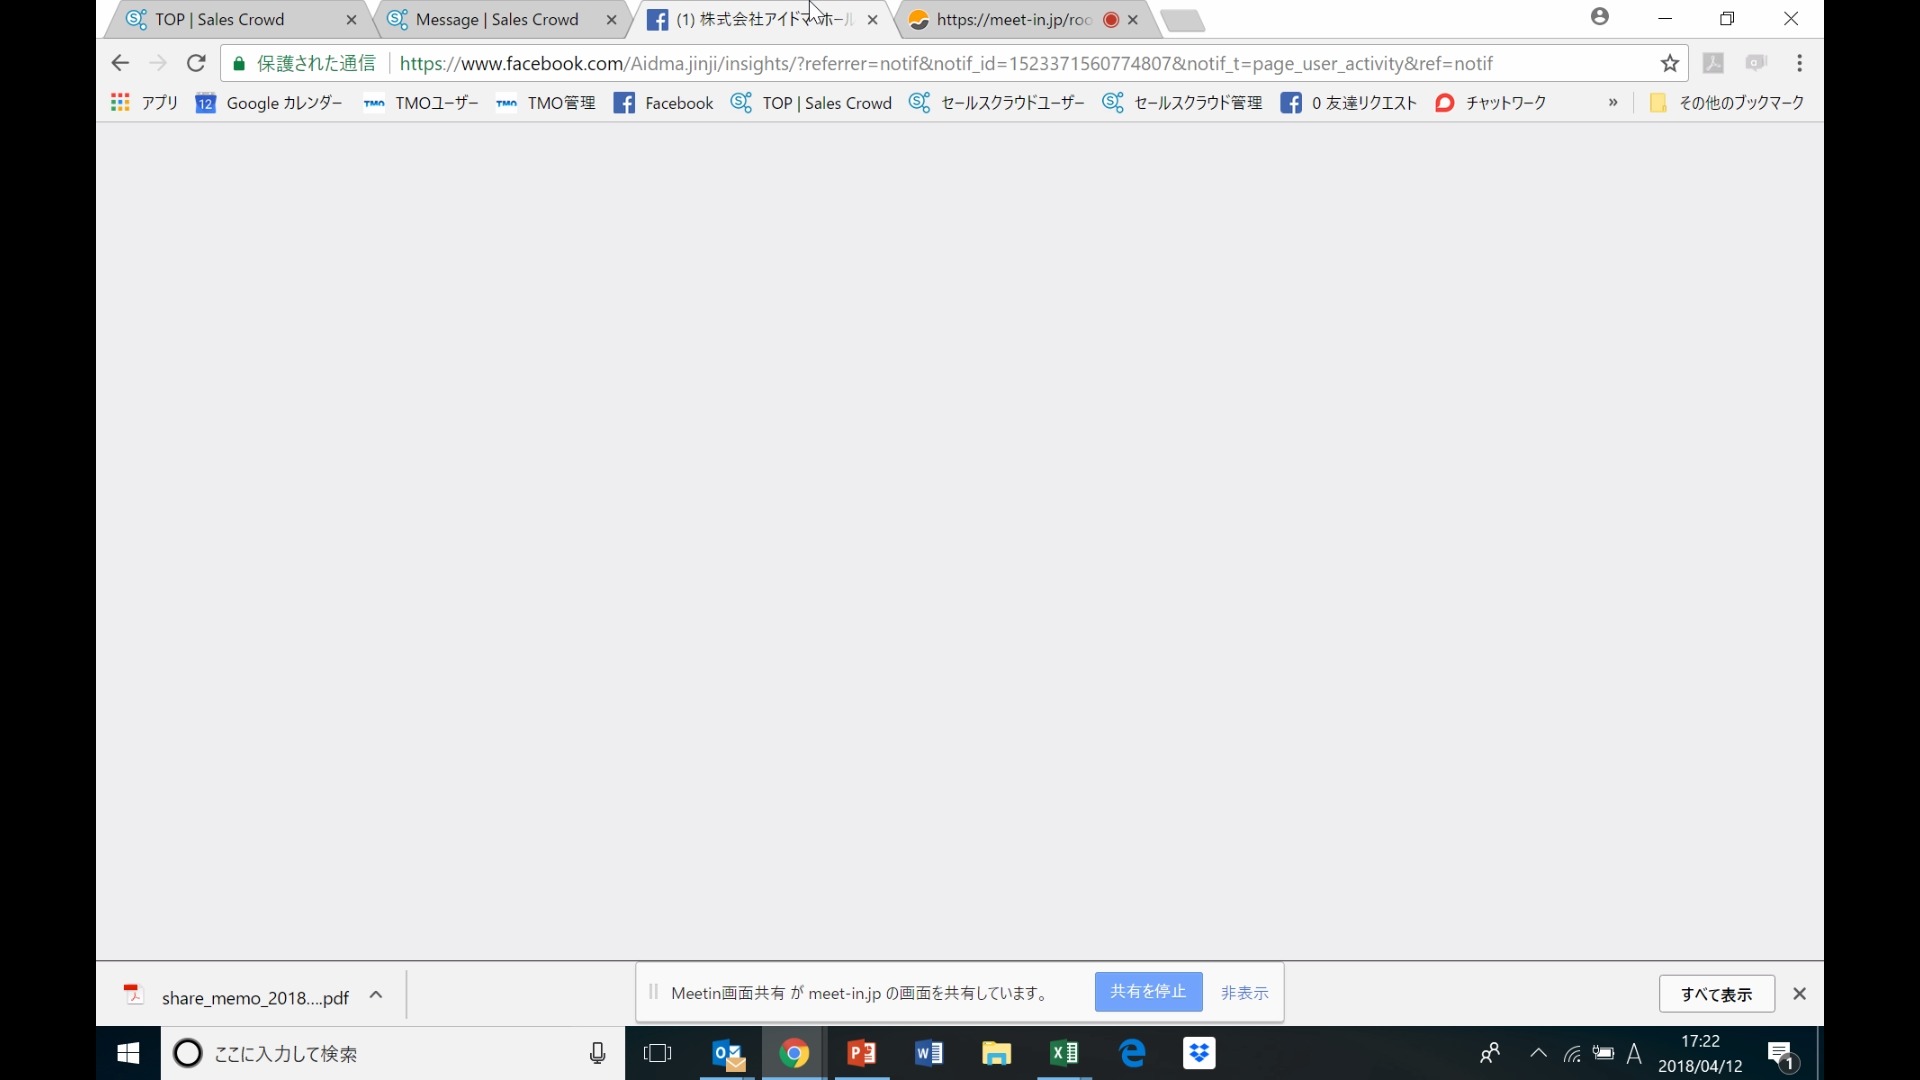 TOP | Sales Crowd
Message | Sales Crowd
(1) 株式会社アイドマホール
https://meet-in.jp/roo
保護された通信
https://www.facebook.com/Aidma.jinji/insights/?referrer=notif&notif_id=1523371560774807&notif_t=page_user_activity&ref=notif
アプリ
12
Google カレンダー
TMO
TMOユーザー
TMO
TMO管理
Facebook
TOP | Sales Crowd
セールスクラウドユーザー
セールスクラウド管理
0 友達リクエスト
チャットワーク
»
その他のブックマーク
share_memo_2018....pdf
Meetin画面共有 が meet-in.jp の画面を共有しています。
共有を停止
非表示
すべて表示
ここに入力して検索
A
17:22
2018/04/12
1